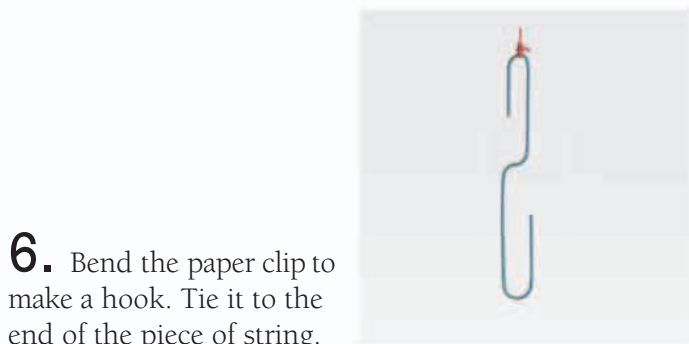 6. Bend the paper clip to
make a hook. Tie it to the
end of the piece of string.